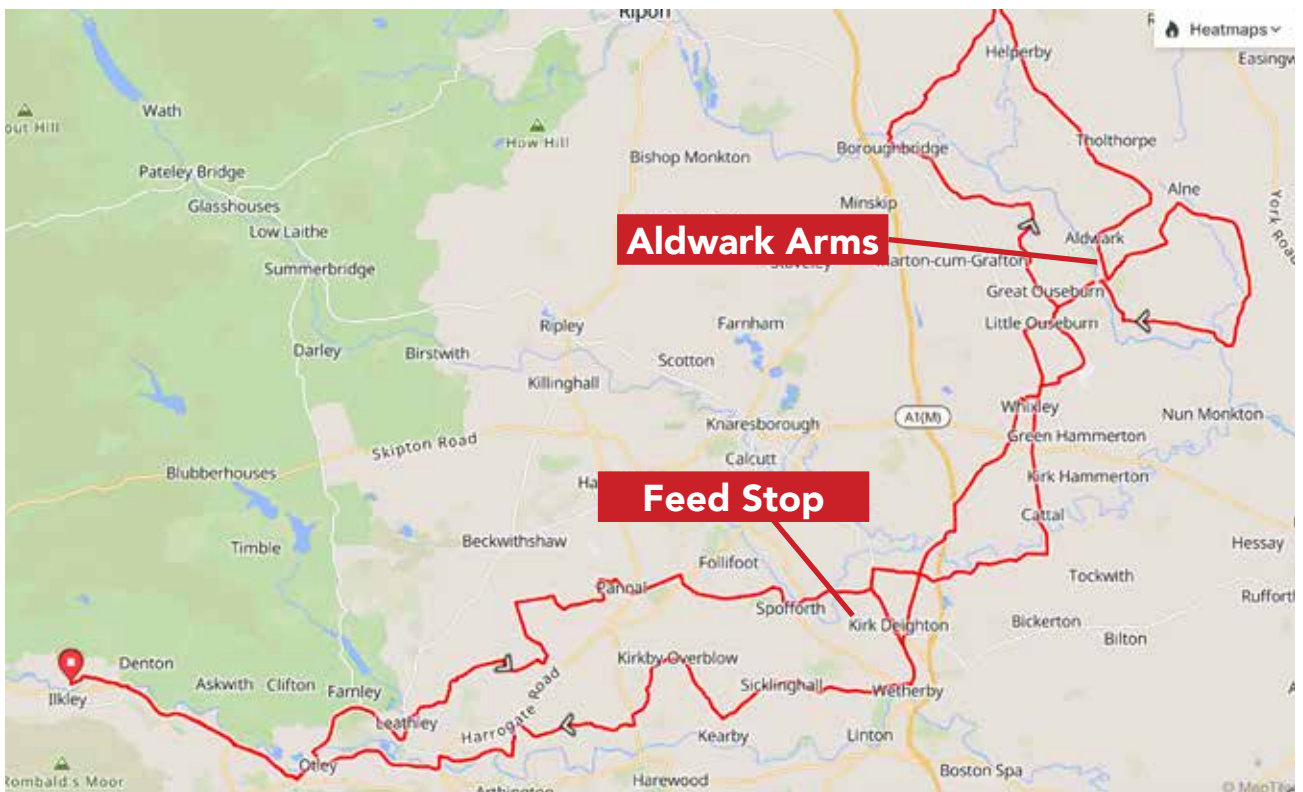 Ripon
Heatmaps
Helperby
Easingw
Wath
out Hill
How Hill
Tholthorpe
Boroughbridge
Bishop Monkton
Pateley Bridge
Alne
Glasshouses
Minskip
York Road
Low Laithe
Aldwark Arms
Aldwark
Summerbridge
Marton-cum-Grafton
Staveley
Great Ouseburn
Ripley
Farnham
Little Ouseburn
Darley
Birstwith
Scotton
Killinghall
Whixley
Nun Monkton
A1(M)
Knaresborough
Skipton Road
Green Hammerton
Calcutt
Blubberhouses
Kirk Hammerton
Ha
Feed Stop
Cattal
Beckwithshaw
Timble
Hessay
Follifoot
Tockwith
Pannal
Rufforth
Spofforth
Kirk Deighton
Bickerton
Bilton
Denton
Kirkby Overblow
Askwith
Clifton
Farnley
Sicklinghall
Wetherby
Ilkley
Leathley
Harrogate Road
Kearby
Linton
Otley
Boston Spa
Rombald's Moor
Harewood
Arthington
© MapTile